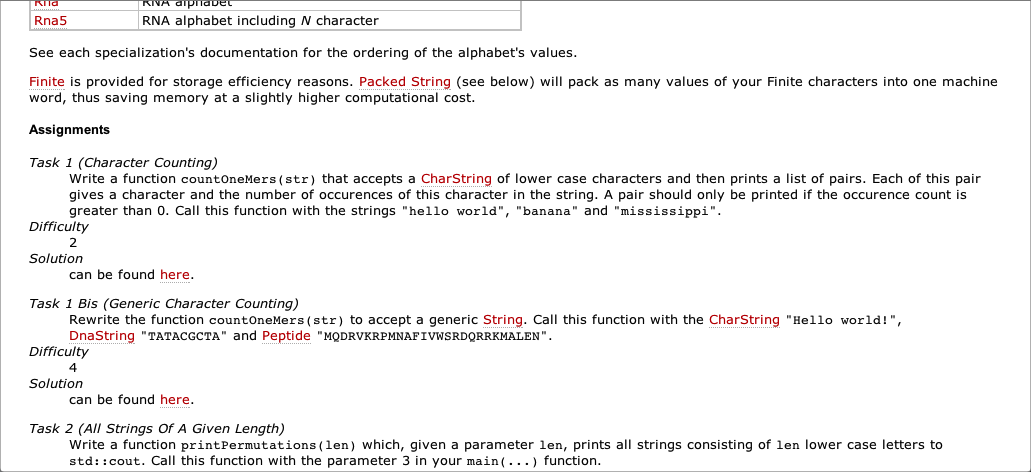 Rna RNA alphabet
Rna5 RNA alphabet including N character
See each specialization's documentation for the ordering of the alphabet's values.
Finite is provided for storage efficiency reasons. Packed String (see below) will pack as many values of your Finite characters into one machine
word, thus saving memory at a slightly higher computational cost.
Assignments
Task 1 (Character Counting)
Write a function countOneMers(str) that accepts a CharString of lower case characters and then prints a list of pairs. Each of this pair
gives a character and the number of occurences of this character in the string. A pair should only be printed if the occurence count is
greater than 0. Call this function with the strings "hello world", "banana" and "mississippi".
Difficulty
2
Solution
can be found here.
Task 1 Bis (Generic Character Counting)
Rewrite the function countOneMers(str) to accept a generic String. Call this function with the CharString "Hello world!",
DnaString "TATACGCTA" and Peptide "MQDRVKRPMNAFIVWSRDQRRKMALEN".
Difficulty
4
Solution
can be found here.
Task 2 (All Strings Of A Given Length)
Write a function printPermutations(len) which, given a parameter len, prints all strings consisting of len lower case letters to
std::cout. Call this function with the parameter 3 in your main(...) function.